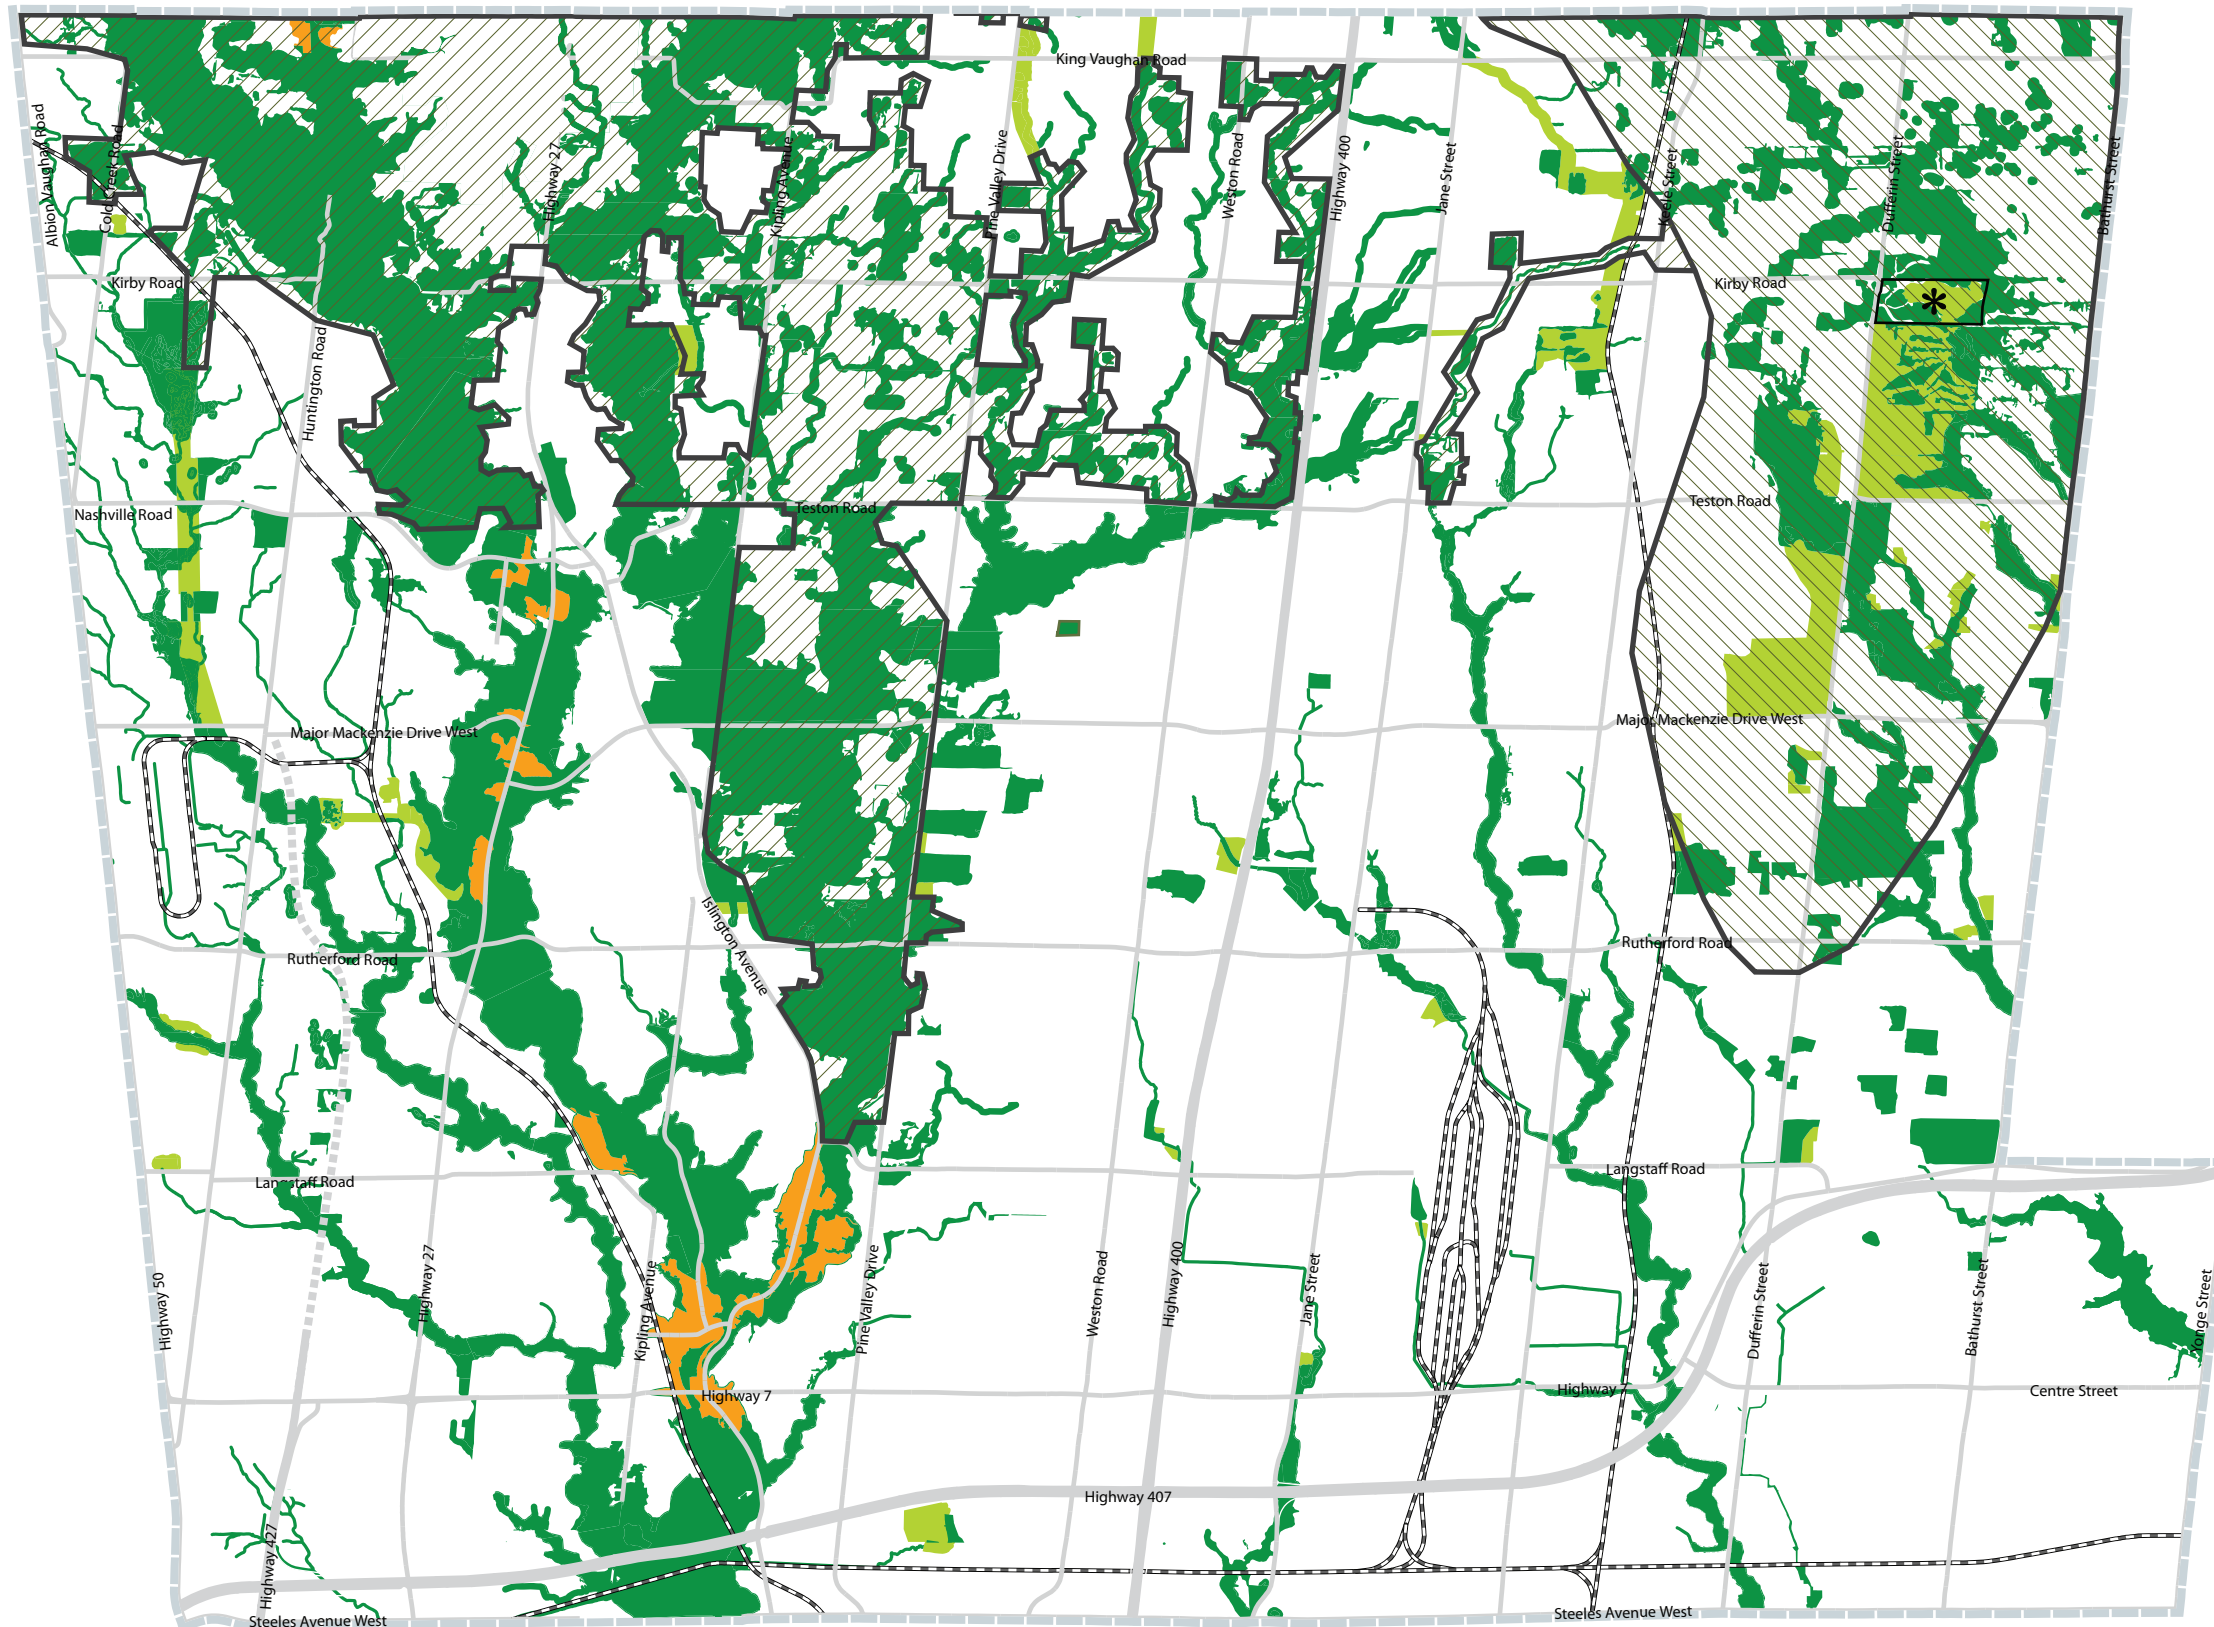 King Vaughan Road
Albion Vaughan Road
Cold Creek Road
Highway 27
Kipling Avenue
Pine Valley Drive
Weston Road
Highway 400
Jane Street
Keele Street
Dufferin Street
Bathurst Street
Kirby Road
Kirby Road
*
Huntington Road
Nashville Road
Teston Road
Teston Road
Major Mackenzie Drive West
Major Mackenzie Drive West
Islington Avenue
Rutherford Road
Rutherford Road
Langstaff Road
Langstaff Road
Highway 50
Highway 27
Kipling Avenue
Pine Valley Drive
Weston Road
Highway 400
Jane Street
Dufferin Street
Bathurst Street
Yonge Street
Highway 7
Highway 7
Centre Street
Highway 407
Highway 427
Steeles Avenue West
Steeles Avenue West